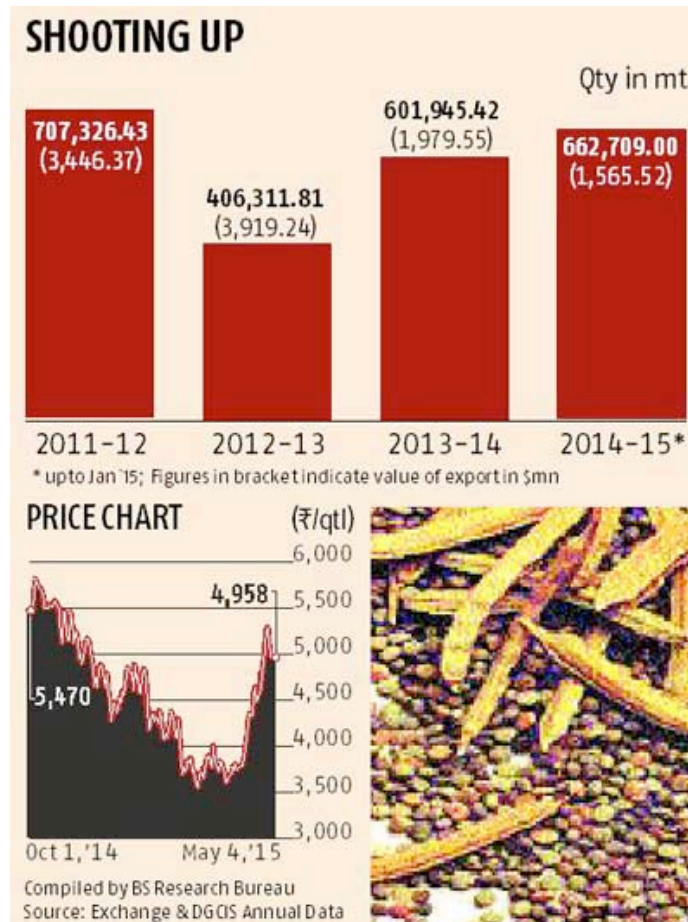 SHOOTING UP
Qty in mt
707,326.43
(3,446.37)
406,311.81
(3,919.24)
601,945.42
(1,979.55)
662,709.00
(1,565.52)
2011-12 2012-13 2013-14 2014-15*
* upto Jan '15; Figures in bracket indicate value of export in $mn
PRICE CHART (₹/qtl)
6,000
4,958
5,500
5,000
5,470
4,500
4,000
3,500
3,000
Oct 1,'14 May 4,'15
Compiled by BS Research Bureau
Source: Exchange & DGCIS Annual Data